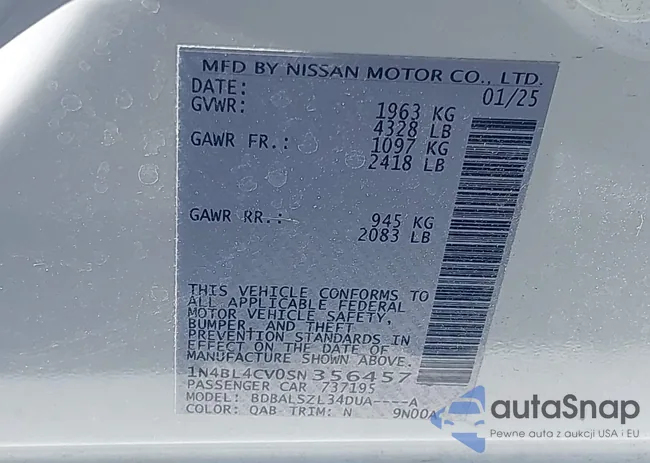 MFD BY NISSAN MOTOR CO., LTD.
DATE: 01/25
GVWR: 1963 KG
4328 LB
GAWR FR.: 1097 KG
2418 LB
GAWR RR.: 945 KG
2083 LB
THIS VEHICLE CONFORMS TO
ALL APPLICABLE FEDERAL
MOTOR VEHICLE SAFETY,
BUMPER, AND THEFT
PREVENTION STANDARDS IN
EFFECT ON THE DATE OF
MANUFACTURE SHOWN ABOVE.
1N4BL4CV0SN356457
PASSENGER CAR 737195
MODEL: BDBALSZL34DUA----A
COLOR: QAB TRIM: N 9N00A
autoSnap
Pewne auta z aukcji USA i EU